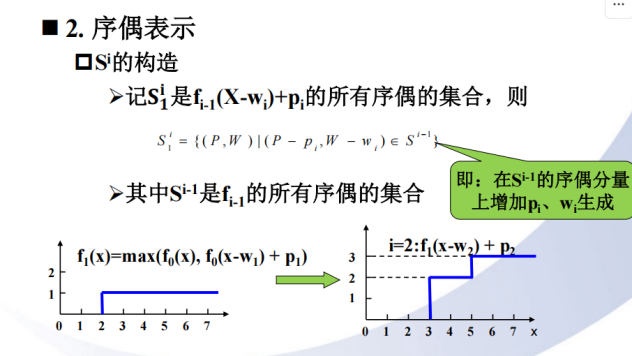 ■ 2. 序偶表示
❑Sⁱ的构造
➢记S₁ⁱ是fᵢ₋₁(X-wᵢ)+pᵢ的所有序偶的集合，则
S₁ⁱ = {( P , W ) | ( P − pᵢ , W − wᵢ ) ∈ Sⁱ⁻¹}
即：在Sⁱ⁻¹的序偶分量
上增加pᵢ、wᵢ生成
➢其中Sⁱ⁻¹是fᵢ₋₁的所有序偶的集合
f₁(x)=max(f₀(x), f₀(x-w₁) + p₁)
2
1
0 1 2 3 4 5 6 7
i=2:f₁(x-w₂) + p₂
3
2
1
0 1 2 3 4 5 6 7 x